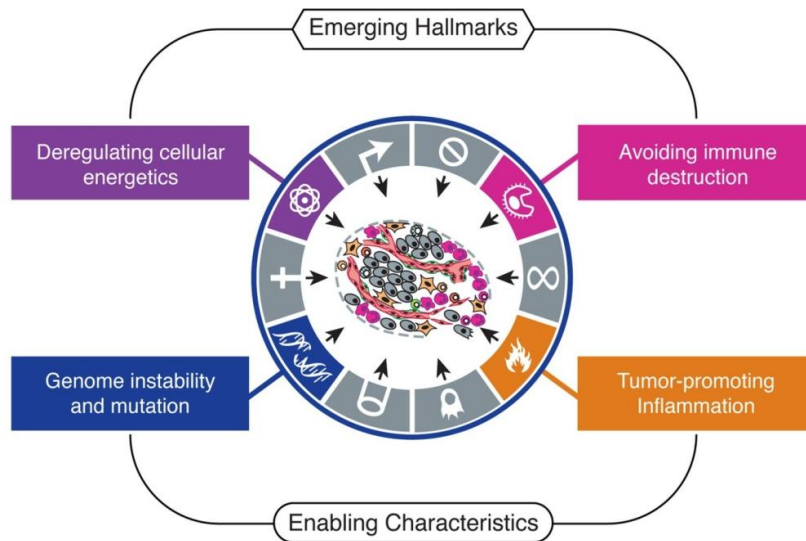 Emerging Hallmarks
Deregulating cellular
energetics
Avoiding immune
destruction
Genome instability
and mutation
Tumor-promoting
Inflammation
Enabling Characteristics